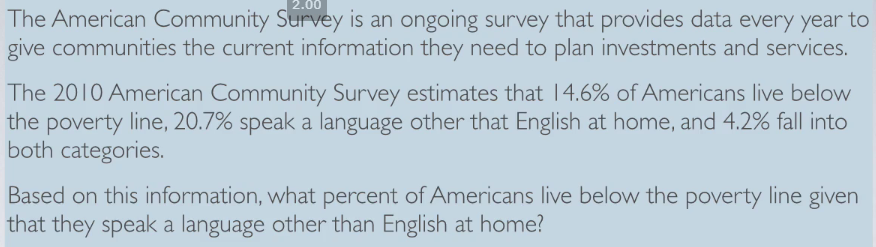 2.00
The American Community Survey is an ongoing survey that provides data every year to
give communities the current information they need to plan investments and services.
The 2010 American Community Survey estimates that 14.6% of Americans live below
the poverty line, 20.7% speak a language other that English at home, and 4.2% fall into
both categories.
Based on this information, what percent of Americans live below the poverty line given
that they speak a language other than English at home?